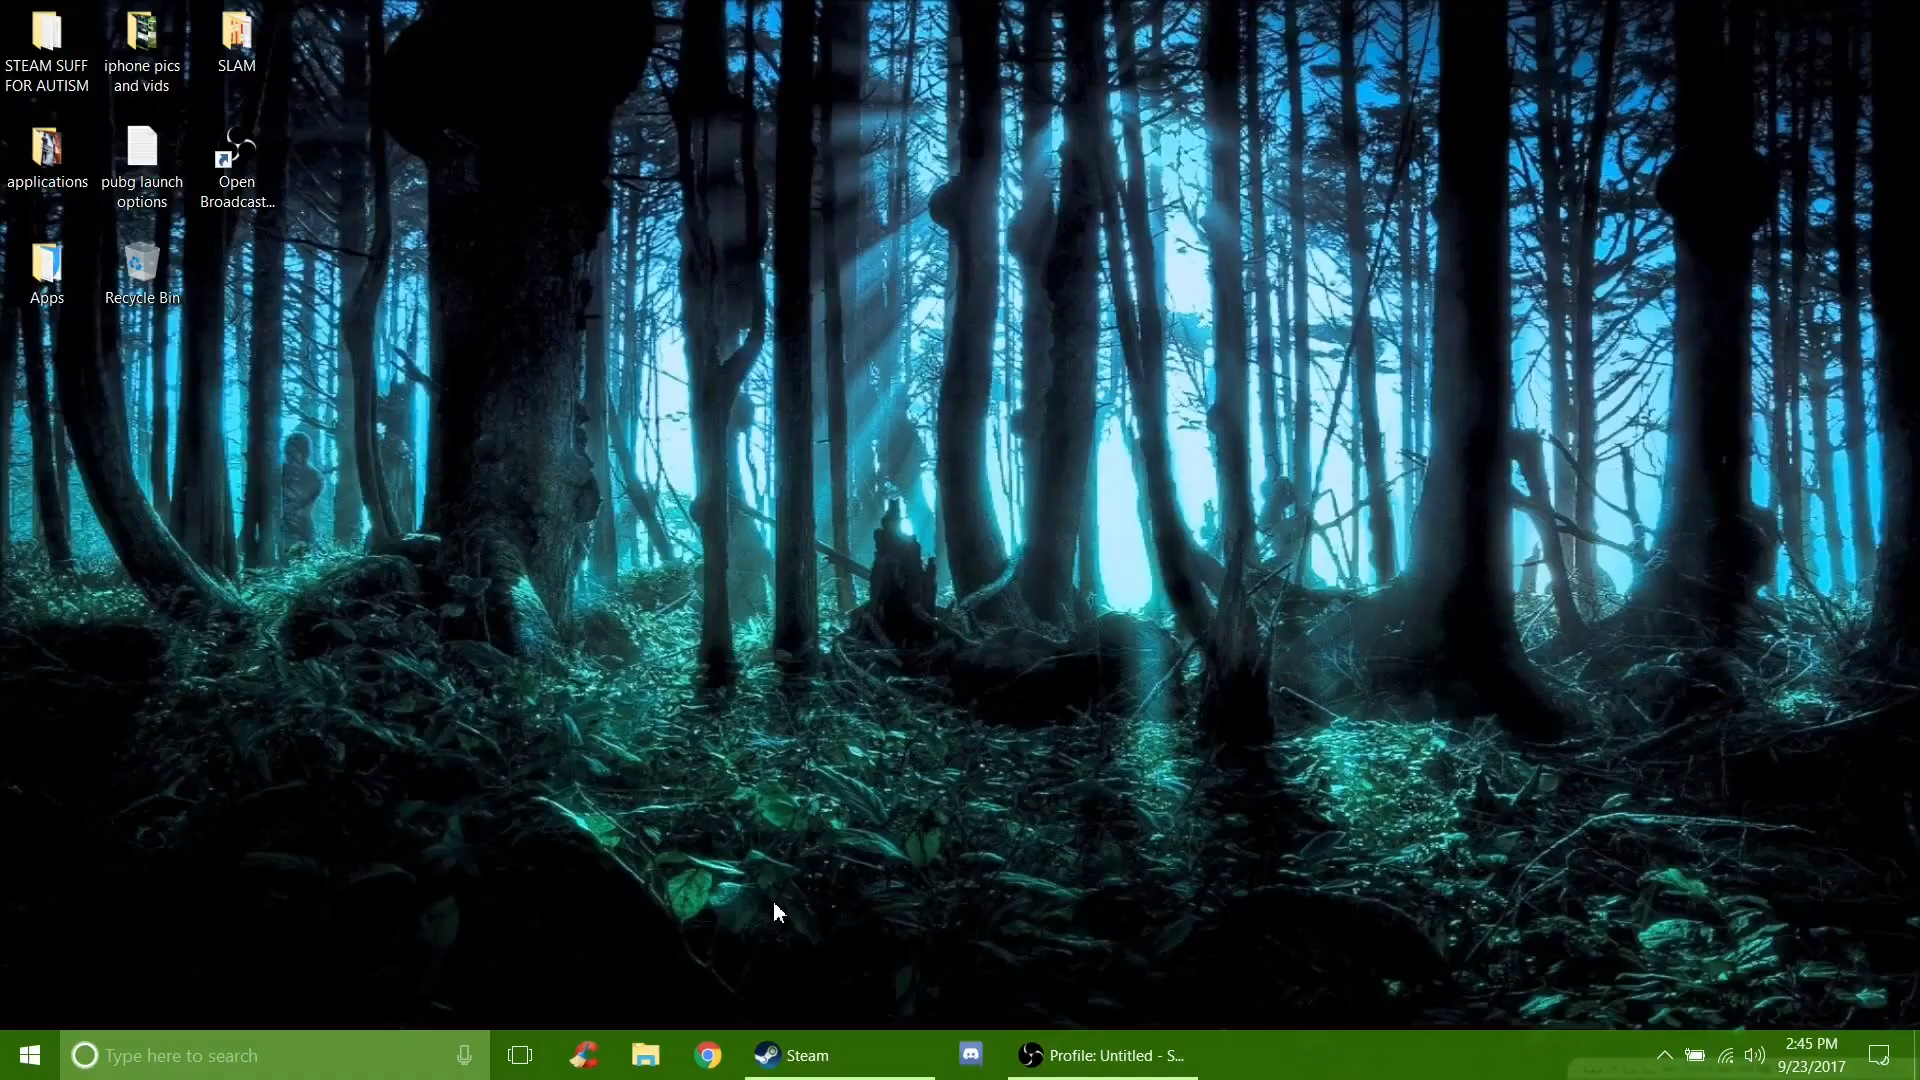 STEAM SUFF
FOR AUTISM
iphone pics
and vids
SLAM
applications
pubg launch
options
Open
Broadcast...
Apps
Recycle Bin
Type here to search
Steam
Profile: Untitled - S...
2:45 PM
9/23/2017